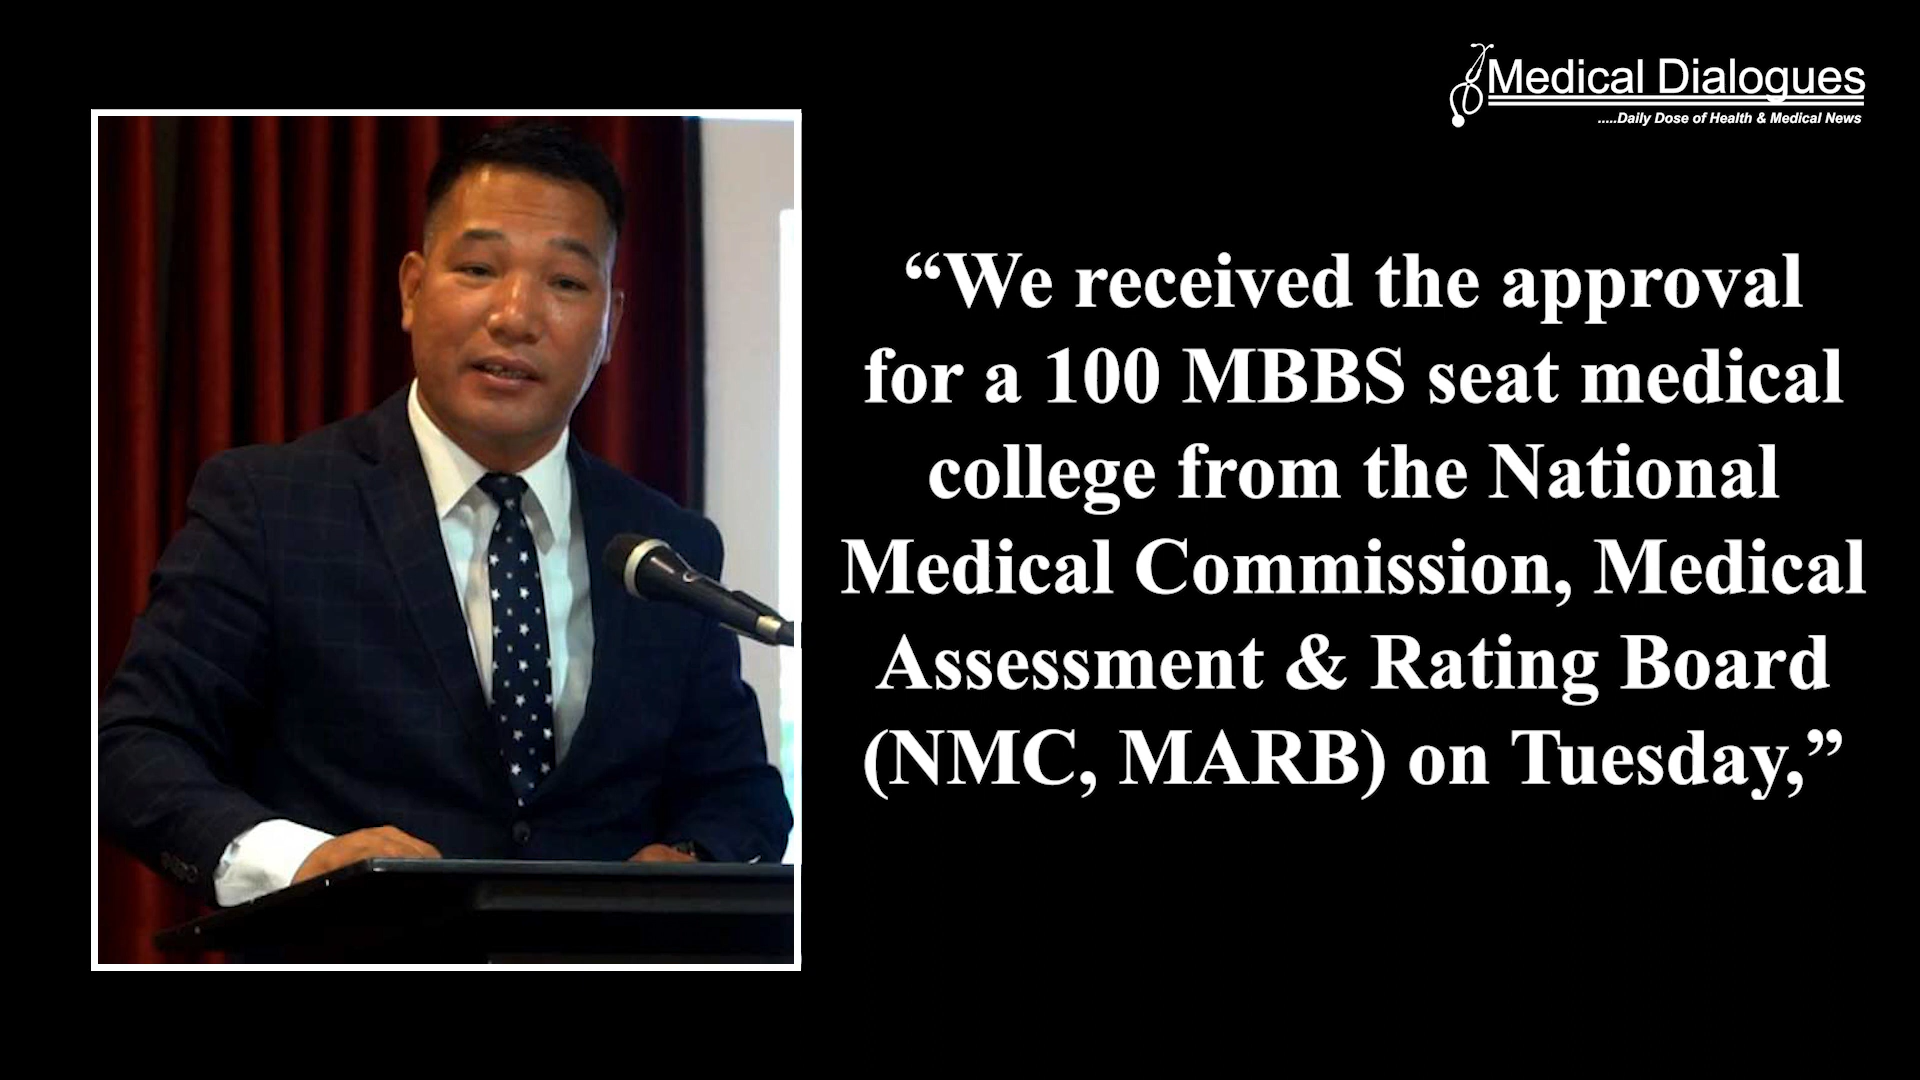 Medical Dialogues
.....Daily Dose of Health & Medical News
“We received the approval
for a 100 MBBS seat medical
college from the National
Medical Commission, Medical
Assessment & Rating Board
(NMC, MARB) on Tuesday,”